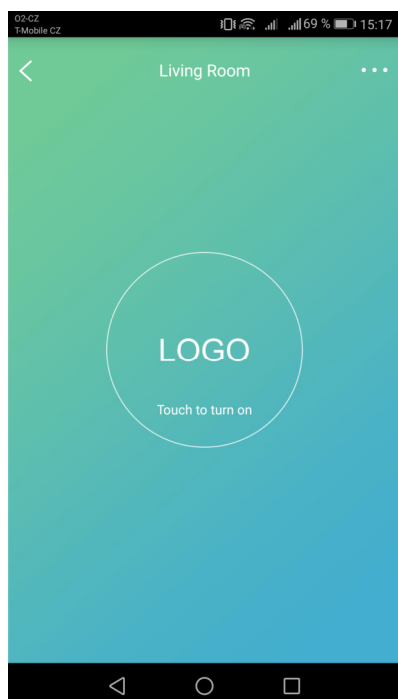 O2-CZ
T-Mobile CZ
69 % 15:17
Living Room
LOGO
Touch to turn on